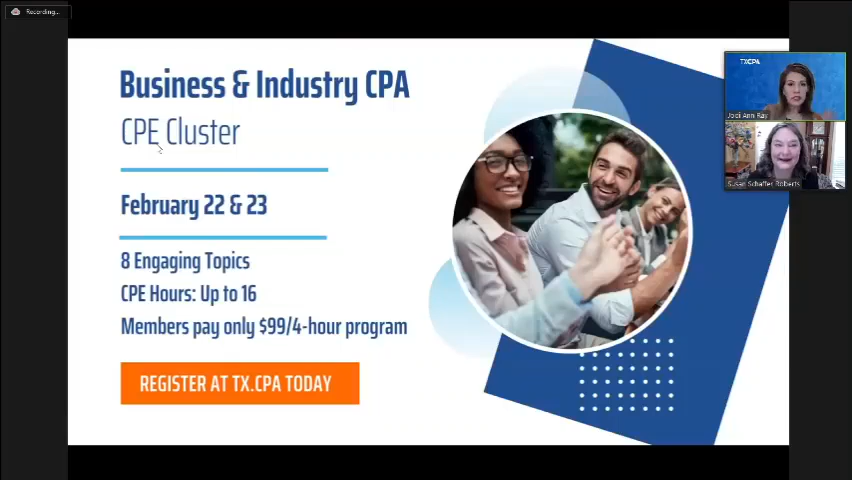 Recording...
Business & Industry CPA
CPE Cluster
February 22 & 23
8 Engaging Topics
CPE Hours: Up to 16
Members pay only $99/4-hour program
REGISTER AT TX.CPA TODAY
TXCPA
Jodi Ann Ray
Susan Schaffer Roberts